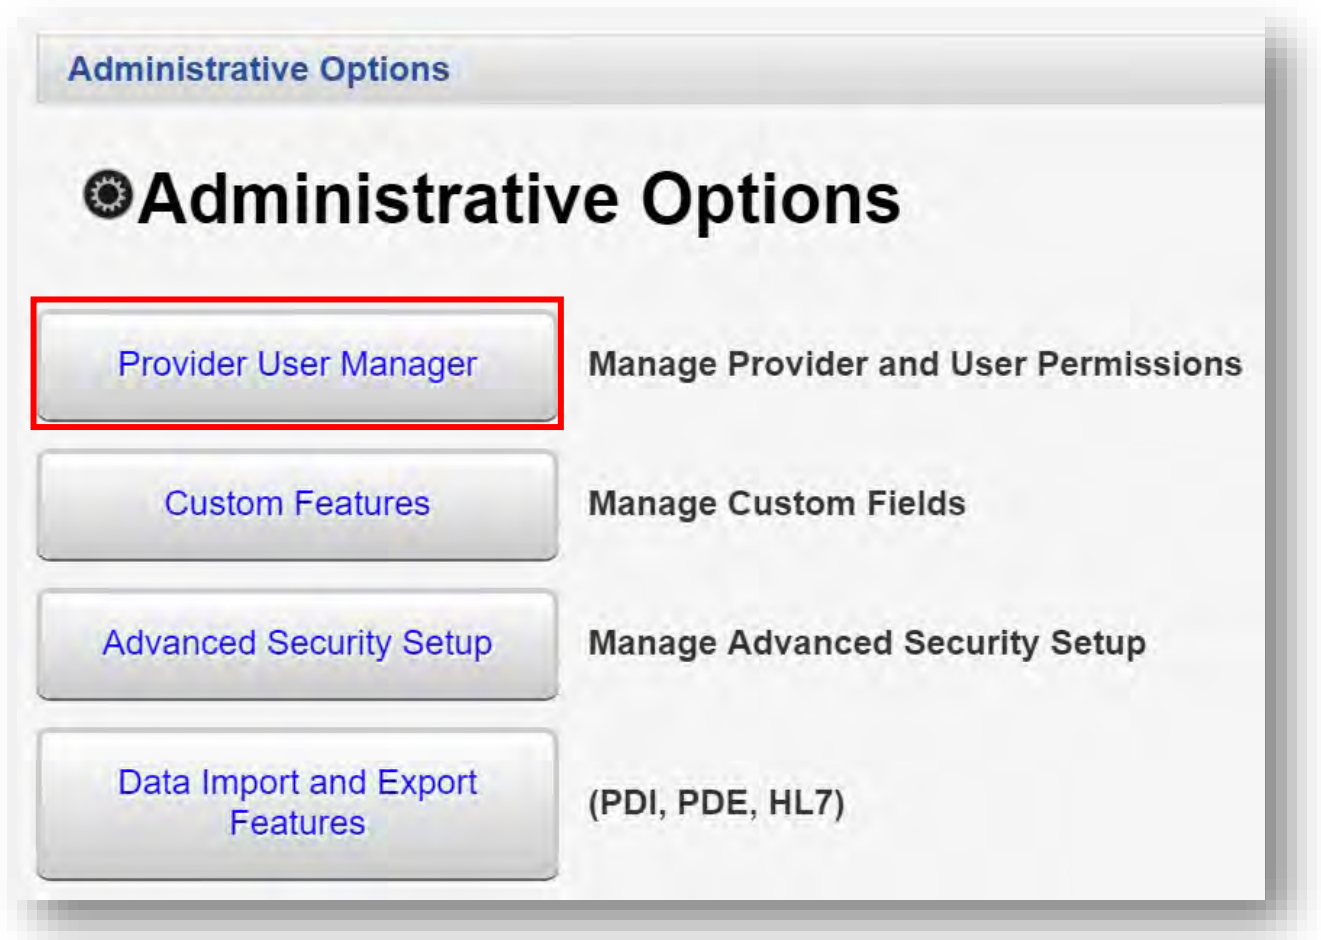 Administrative Options
Administrative Options
Provider User Manager
Manage Provider and User Permissions
Custom Features
Manage Custom Fields
Advanced Security Setup
Manage Advanced Security Setup
Data Import and Export
Features
(PDI, PDE, HL7)